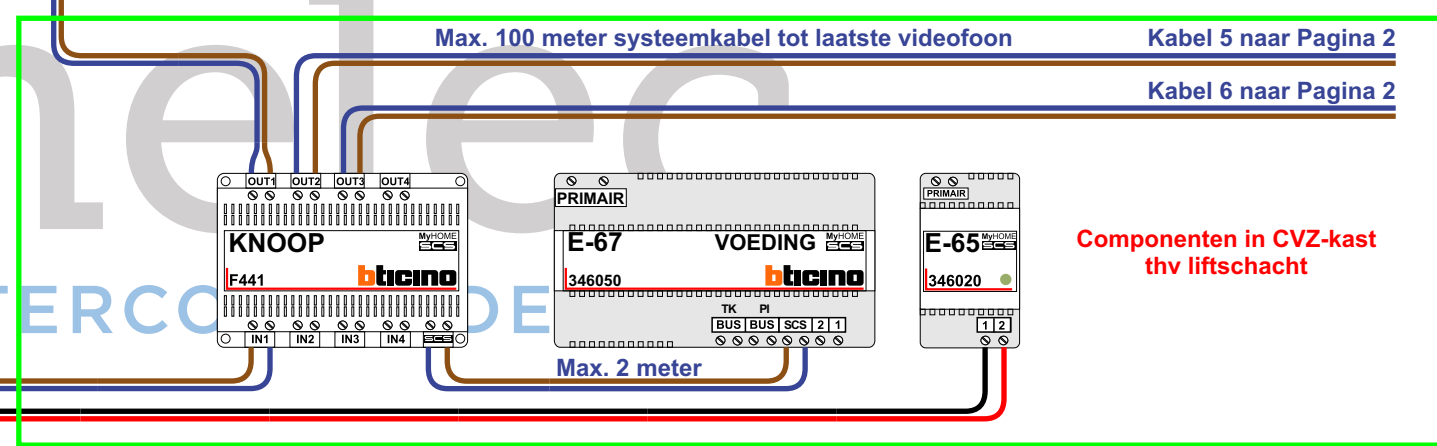 Max. 100 meter systeemkabel tot laatste videofoon
Kabel 5 naar Pagina 2
Kabel 6 naar Pagina 2
OUT1 OUT2 OUT3 OUT4
KNOOP
MyHOME
SCS
F441
bticino
IN1 IN2 IN3 IN4 SCS
PRIMAIR
E-67 VOEDING
MyHOME
SCS
346050
bticino
TK PI
BUS BUS SCS 2 1
Max. 2 meter
PRIMAIR
E-65
MyHOME
SCS
346020
1 2
Componenten in CVZ-kast
thv liftschacht